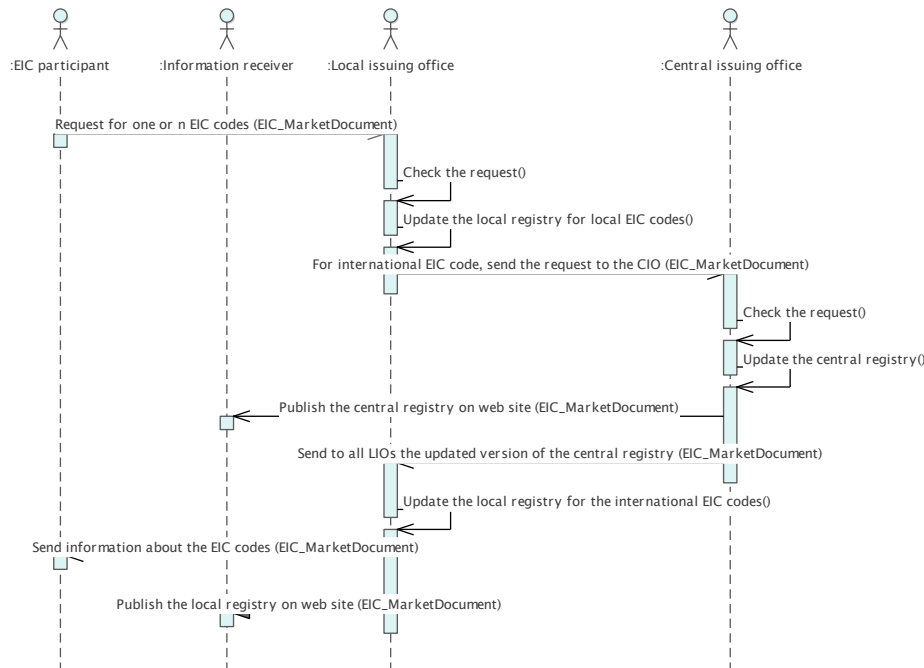 :EIC participant
:Information receiver
:Local issuing office
:Central issuing office
Request for one or n EIC codes (EIC_MarketDocument)
Check the request()
Update the local registry for local EIC codes()
For international EIC code, send the request to the CIO (EIC_MarketDocument)
Check the request()
Update the central registry()
Publish the central registry on web site (EIC_MarketDocument)
Send to all LIOs the updated version of the central registry (EIC_MarketDocument)
Update the local registry for the international EIC codes()
Send information about the EIC codes (EIC_MarketDocument)
Publish the local registry on web site (EIC_MarketDocument)